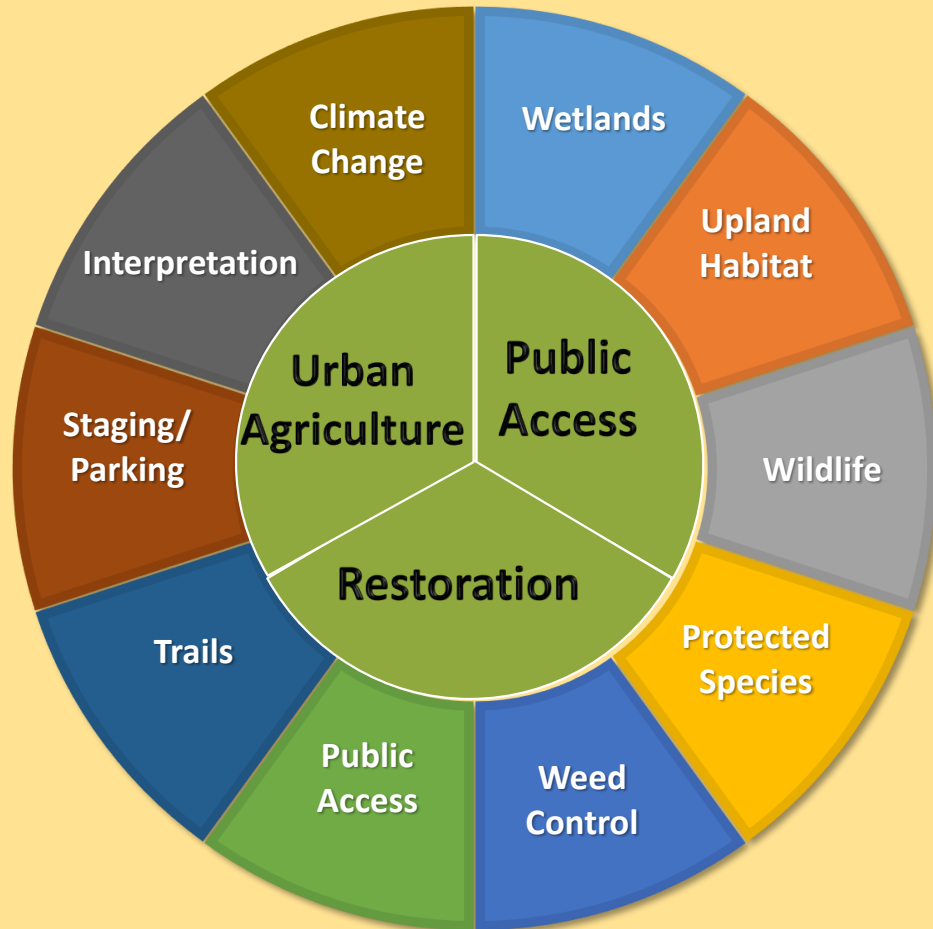 Climate
Change
Wetlands
Upland
Habitat
Wildlife
Protected
Species
Weed
Control
Public
Access
Trails
Staging/
Parking
Interpretation
Urban
Agriculture
Public
Access
Restoration